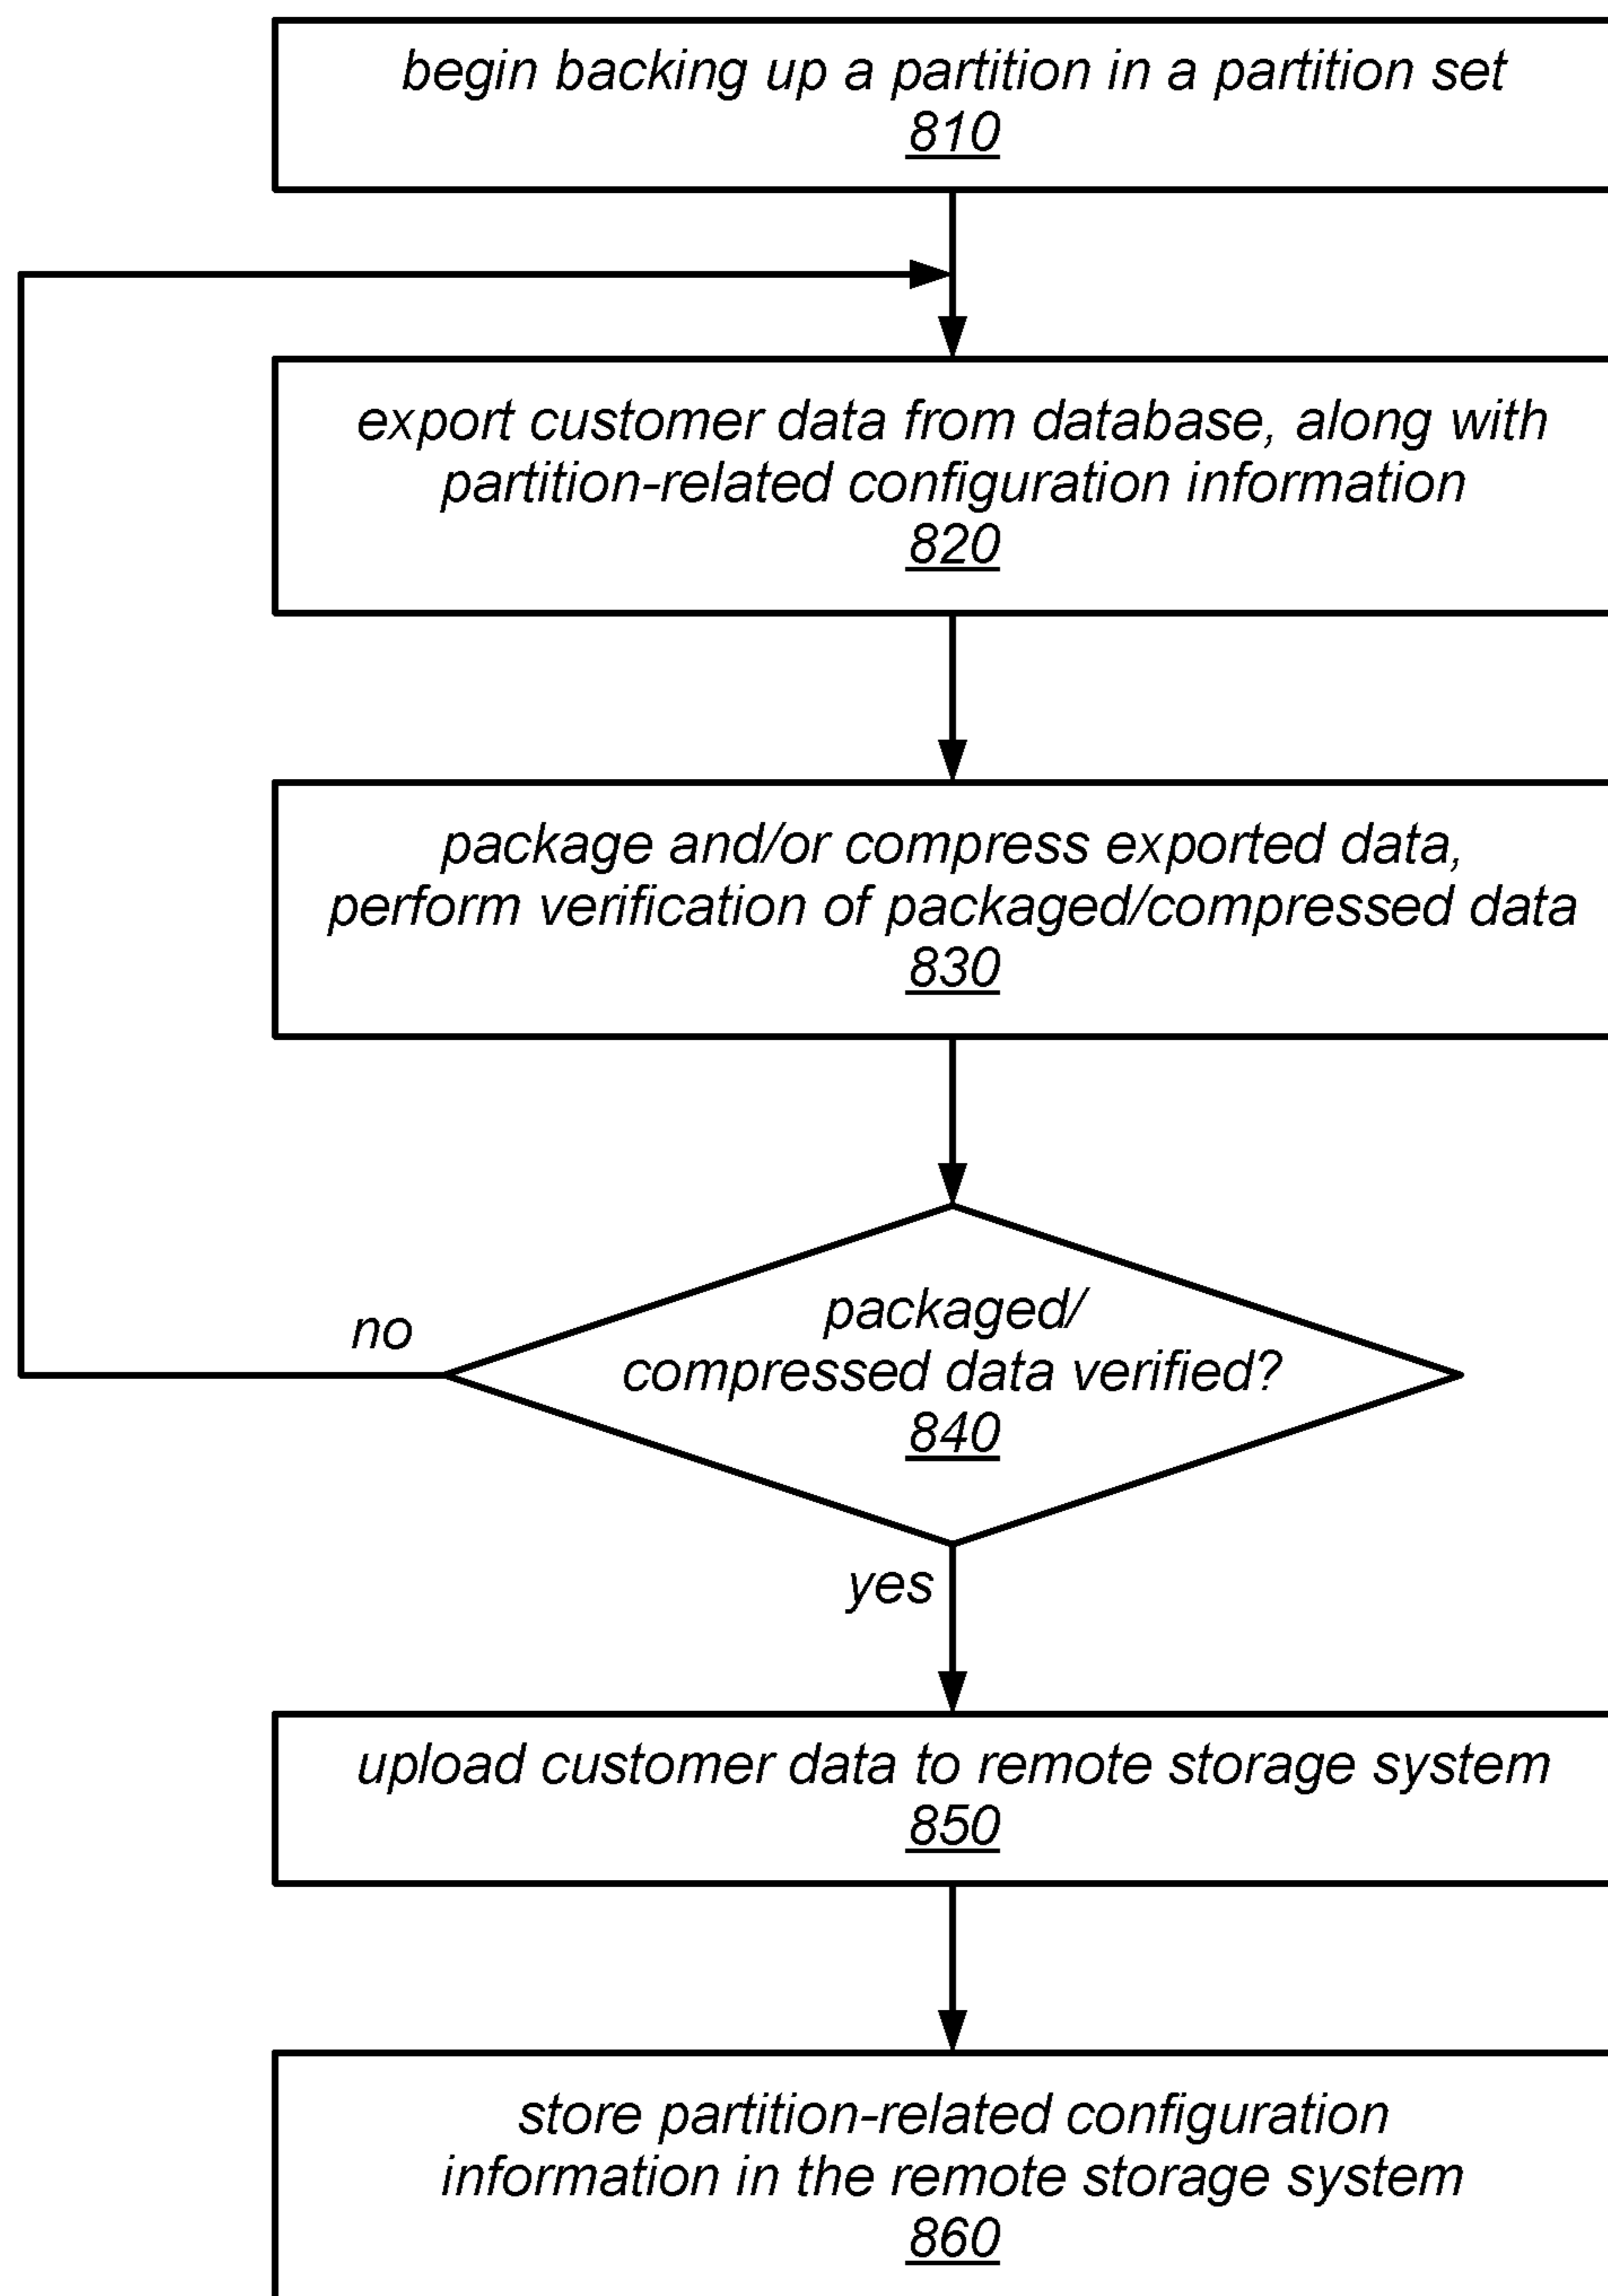 begin backing up a partition in a partition set
810
export customer data from database, along with
partition-related configuration information
820
package and/or compress exported data,
perform verification of packaged/compressed data
830
packaged/
compressed data verified?
840
no
yes
upload customer data to remote storage system
850
store partition-related configuration
information in the remote storage system
860